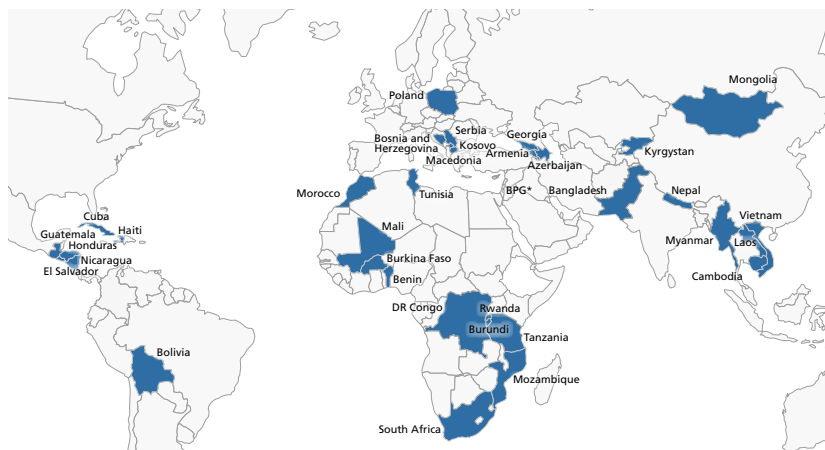 Mongolia
Poland
Serbia
Georgia
Bosnia and
Herzegovina
Kosovo
Armenia
Kyrgystan
Macedonia
Azerbaijan
Morocco
Tunisia
BPG*
Bangladesh
Nepal
Cuba
Mali
Vietnam
Guatemala
Haiti
Honduras
Myanmar
Laos
Nicaragua
Burkina Faso
El Salvador
Benin
Cambodia
DR Congo
Rwanda
Burundi
Tanzania
Bolivia
Mozambique
South Africa